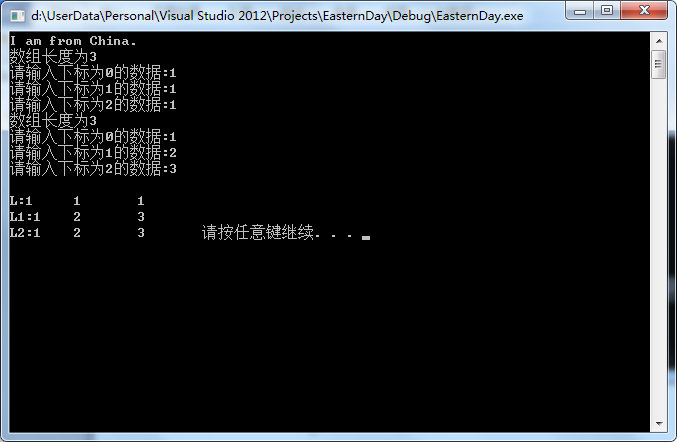 d:\UserData\Personal\Visual Studio 2012\Projects\EasternDay\Debug\EasternDay.exe
I am from China.
数组长度为3
请输入下标为0的数据:1
请输入下标为1的数据:1
请输入下标为2的数据:1
数组长度为3
请输入下标为0的数据:1
请输入下标为1的数据:2
请输入下标为2的数据:3
L:1 1 1
L1:1 2 3
L2:1 2 3 请按任意键继续. . .